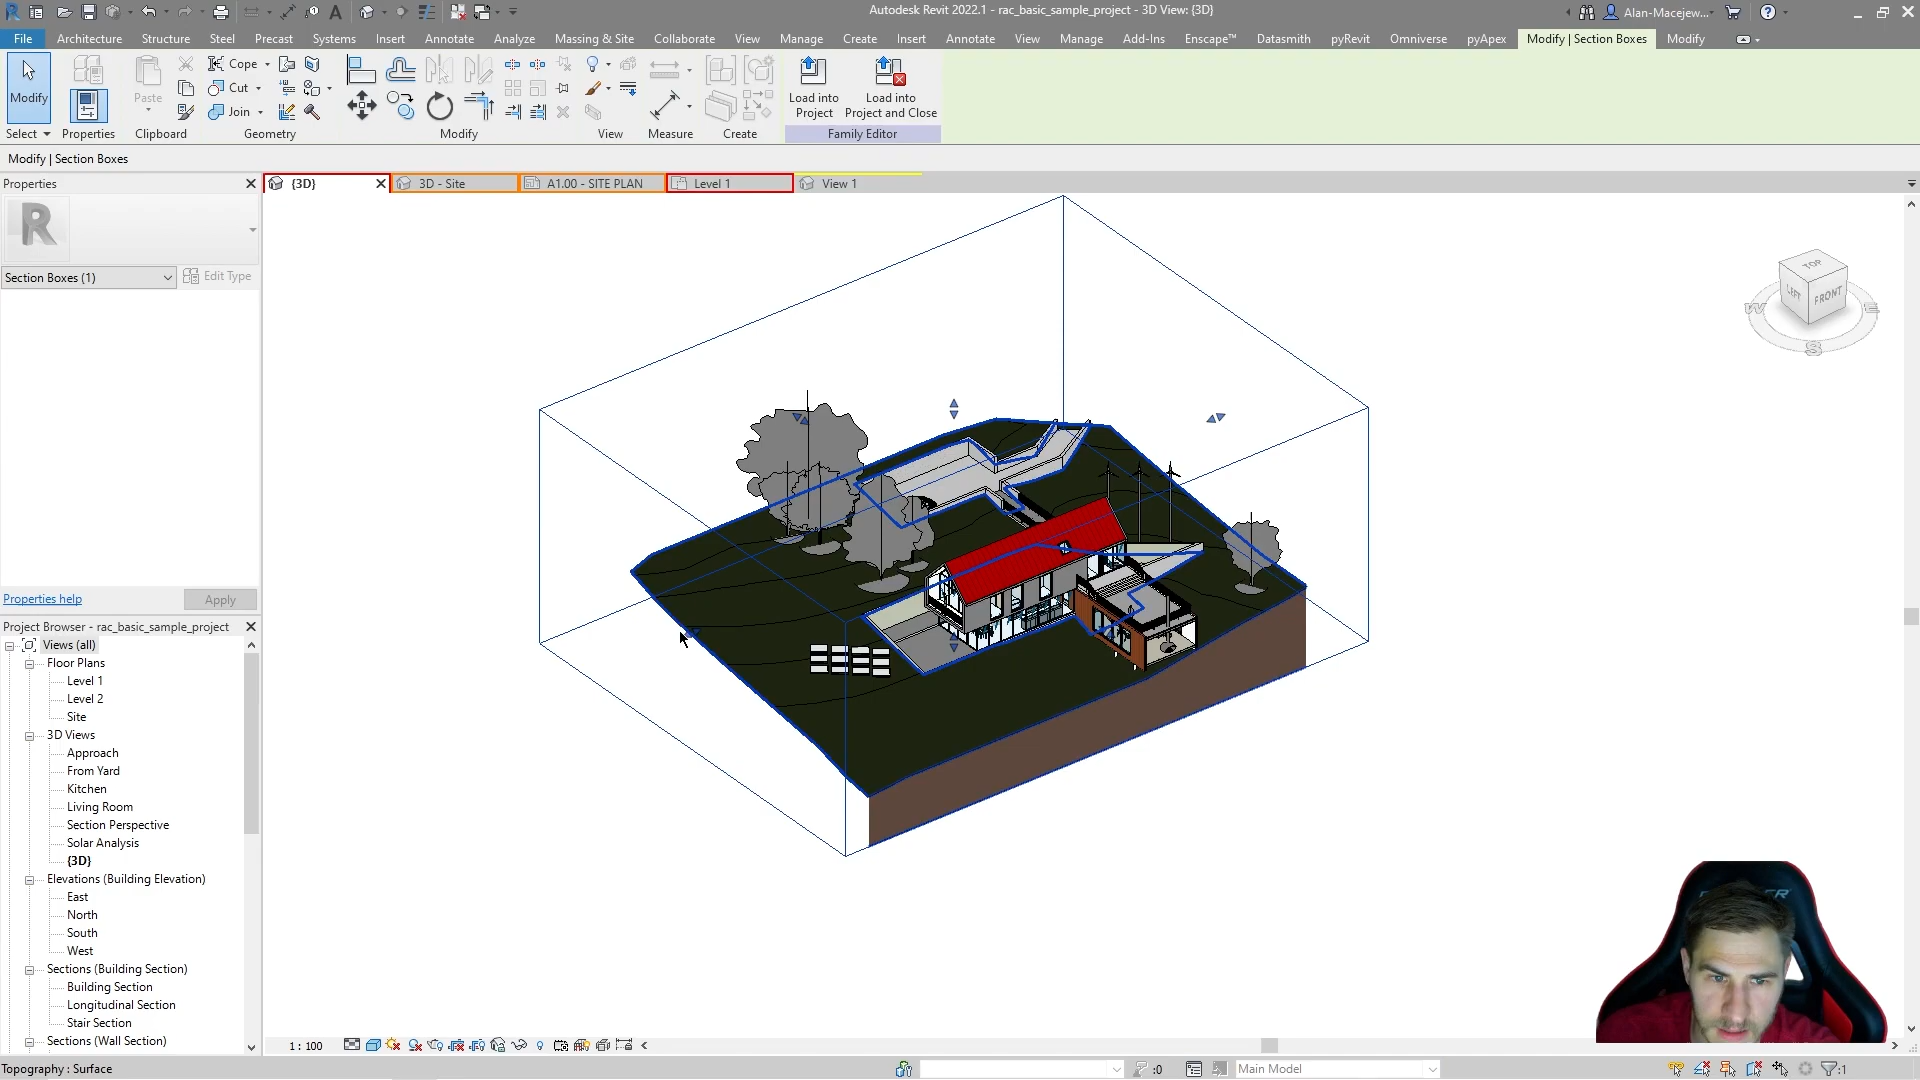 Autodesk Revit 2022.1 - rac_basic_sample_project - 3D View: {3D}
Alan-Macejew...
File Architecture Structure Steel Precast Systems Insert Annotate Analyze Massing & Site Collaborate View Manage Create Insert Annotate View Manage Add-Ins Enscape™ Datasmith pyRevit Omniverse pyApex Modify | Section Boxes Modify
Cope
Cut
Join
Modify
Paste
Load into Project
Load into Project and Close
Select Properties Clipboard Geometry Modify View Measure Create Family Editor
Modify | Section Boxes
Properties
{3D} 3D - Site A1.00 - SITE PLAN Level 1 View 1
Section Boxes (1) Edit Type
TOP
LEFT
FRONT
W
E
S
Properties help Apply
Project Browser - rac_basic_sample_project
Views (all)
Floor Plans
Level 1
Level 2
Site
3D Views
Approach
From Yard
Kitchen
Living Room
Section Perspective
Solar Analysis
{3D}
Elevations (Building Elevation)
East
North
South
West
Sections (Building Section)
Building Section
Longitudinal Section
Stair Section
Sections (Wall Section)
1 : 100
Topography : Surface
:0
Main Model
:1